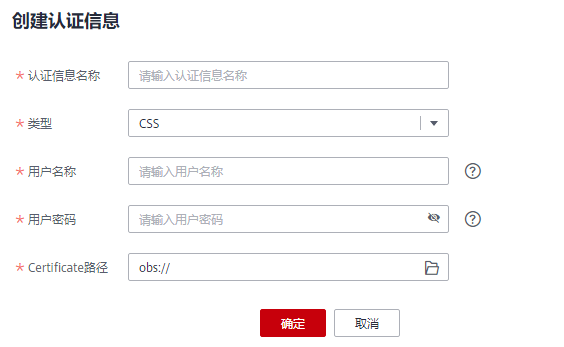 创建认证信息
* 认证信息名称 请输入认证信息名称
* 类型 CSS
* 用户名称 请输入用户名称 ?
* 用户密码 请输入用户密码 ?
* Certificate路径 obs://
确定 取消